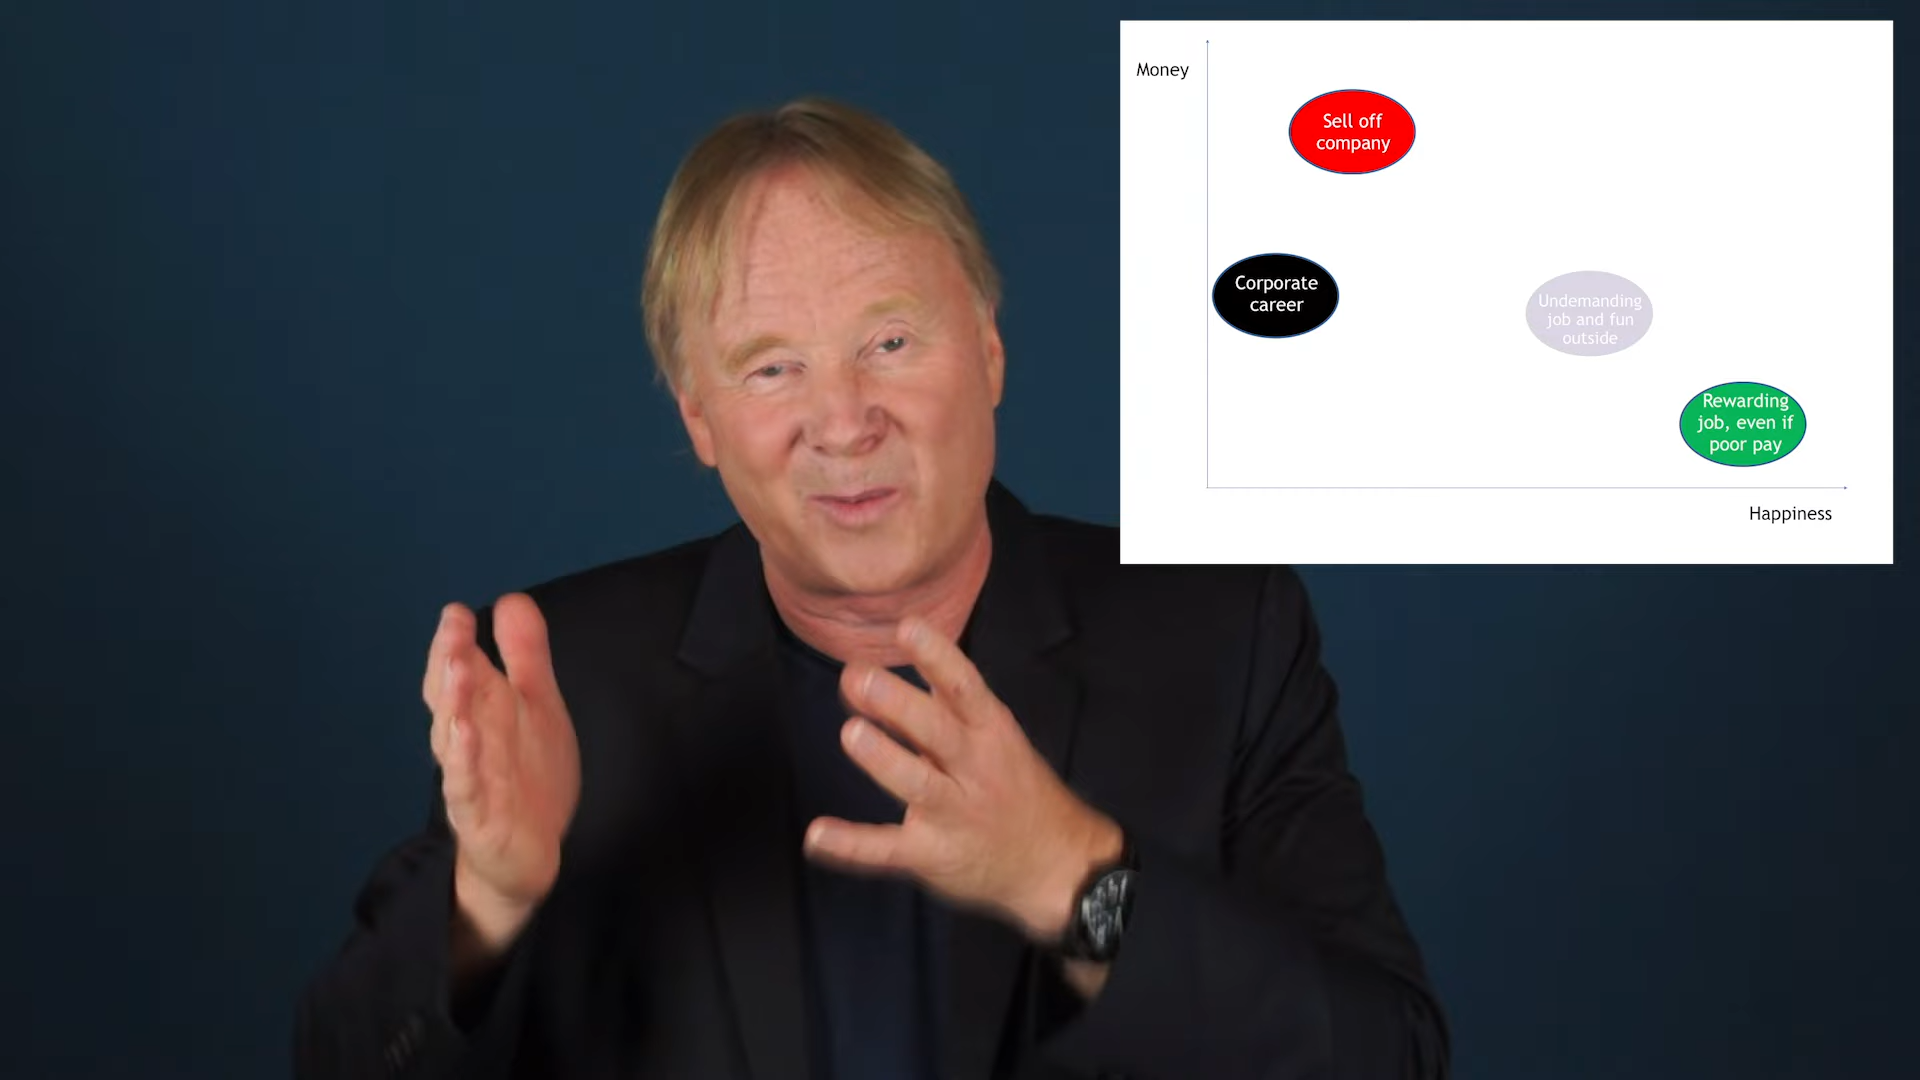 Money
Sell off
company
Corporate
career
Undemanding
job and fun
outside
Rewarding
job, even if
poor pay
Happiness